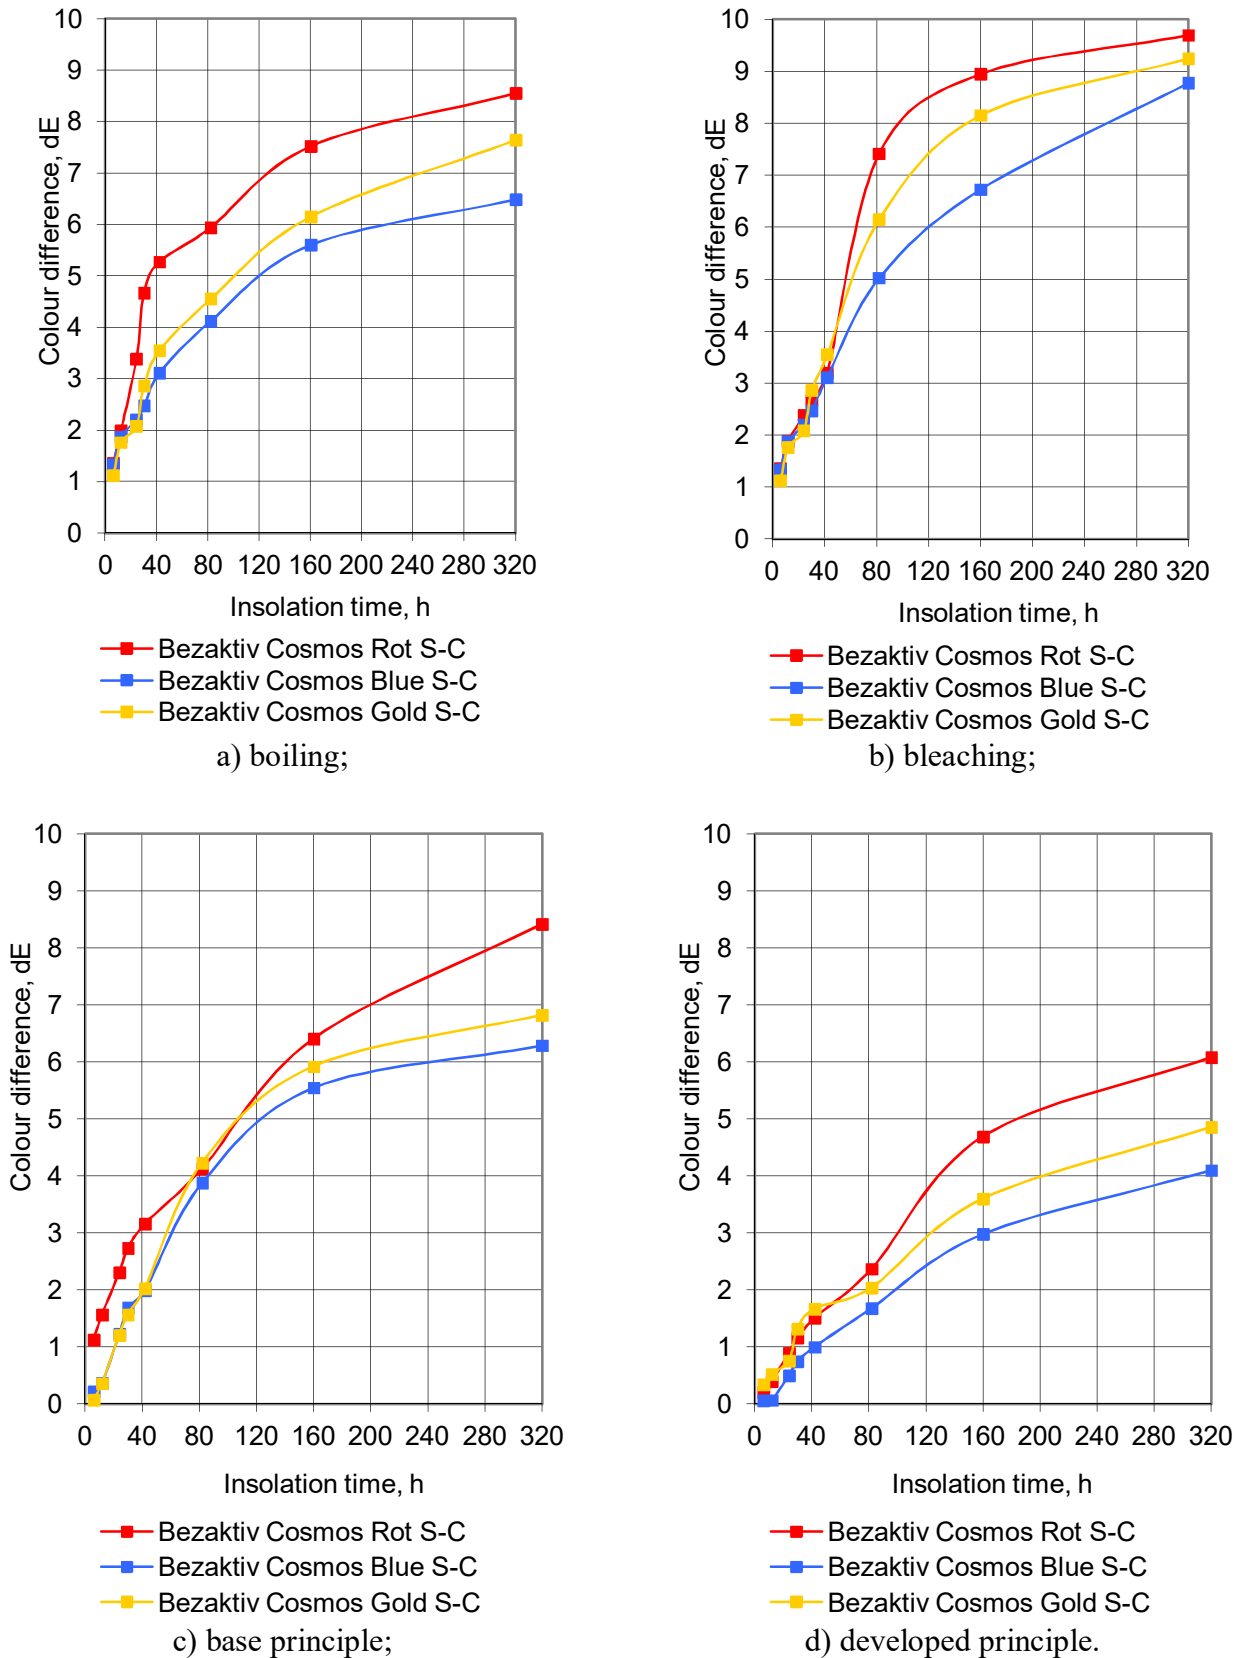 10
9
8
7
6
5
4
3
2
1
0
Colour difference, dE
0 40 80 120 160 200 240 280 320
Insolation time, h
Bezaktiv Cosmos Rot S-C
Bezaktiv Cosmos Blue S-C
Bezaktiv Cosmos Gold S-C
a) boiling;
10
9
8
7
6
5
4
3
2
1
0
Colour difference, dE
0 40 80 120 160 200 240 280 320
Insolation time, h
Bezaktiv Cosmos Rot S-C
Bezaktiv Cosmos Blue S-C
Bezaktiv Cosmos Gold S-C
b) bleaching;
10
9
8
7
6
5
4
3
2
1
0
Colour difference, dE
0 40 80 120 160 200 240 280 320
Insolation time, h
Bezaktiv Cosmos Rot S-C
Bezaktiv Cosmos Blue S-C
Bezaktiv Cosmos Gold S-C
c) base principle;
10
9
8
7
6
5
4
3
2
1
0
Colour difference, dE
0 40 80 120 160 200 240 280 320
Insolation time, h
Bezaktiv Cosmos Rot S-C
Bezaktiv Cosmos Blue S-C
Bezaktiv Cosmos Gold S-C
d) developed principle.